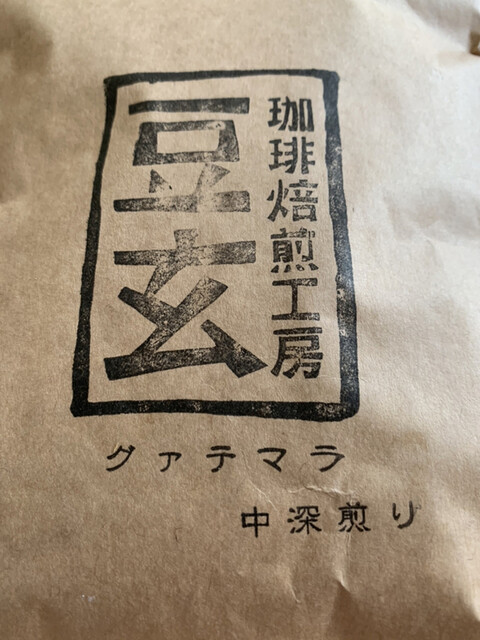 珈琲焙煎工房
豆玄
グァテマラ
中深煎り